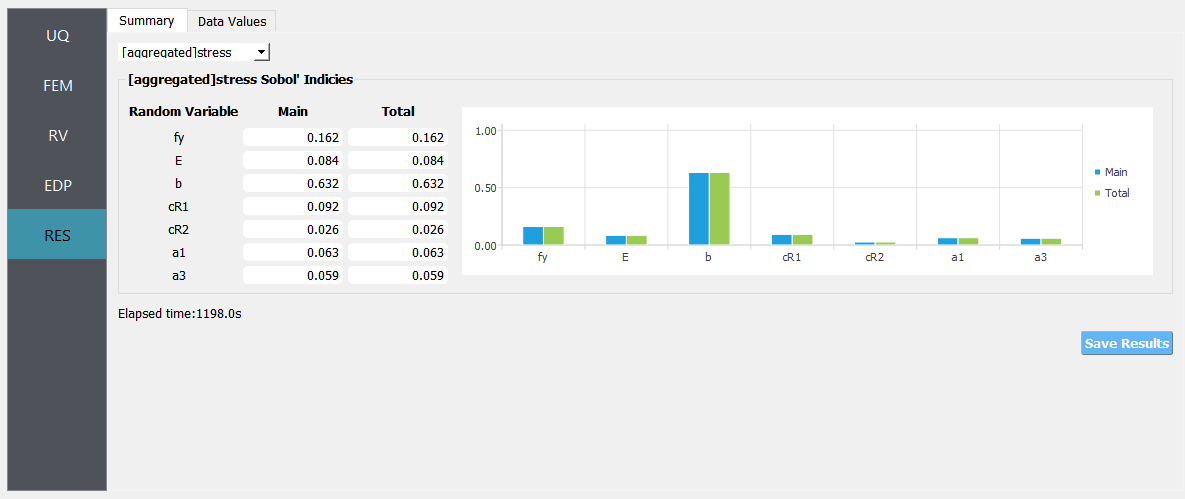 UQ
FEM
RV
EDP
RES
Summary Data Values
[aggregated]stress
[aggregated]stress Sobol' Indicies
Random Variable Main Total
fy 0.162 0.162
E 0.084 0.084
b 0.632 0.632
cR1 0.092 0.092
cR2 0.026 0.026
a1 0.063 0.063
a3 0.059 0.059
1.00
0.50
0.00
fy E b cR1 cR2 a1 a3
Main
Total
Elapsed time:1198.0s
Save Results